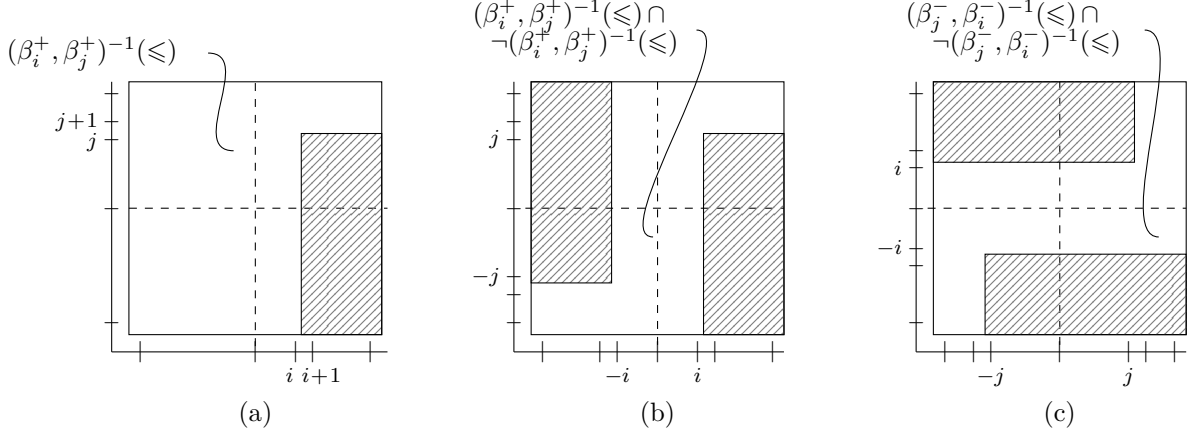 (β_i^+, β_j^+)^{-1}(⩽)
j+1
j
i i+1
(a)
(β_i^+, β_j^+)^{-1}(⩽) ∩
¬(β_i^+, β_j^+)^{-1}(⩽)
j
−j
−i i
(b)
(β_j^-, β_i^-)^{-1}(⩽) ∩
¬(β_j^-, β_i^-)^{-1}(⩽)
i
−i
−j j
(c)